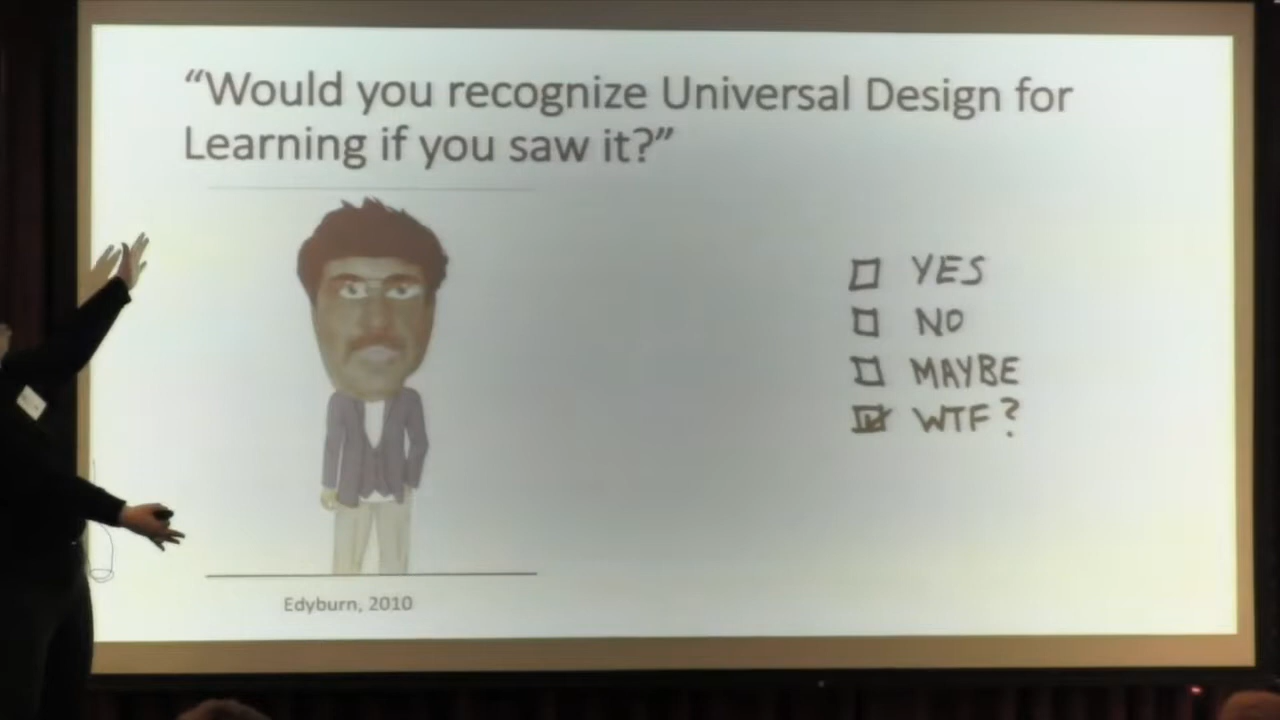 “Would you recognize Universal Design for
Learning if you saw it?”
YES
NO
MAYBE
WTF?
Edyburn, 2010